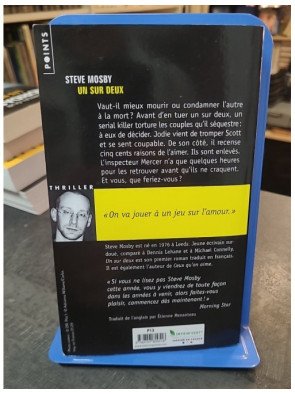 POINTS
STEVE MOSBY
UN SUR DEUX
Vaut-il mieux mourir ou condamner l'autre
à la mort ? Avant d'en tuer un sur deux, un
serial killer torture les couples qu'il séquestre :
à eux de décider. Jodie vient de tromper Scott
et se sent coupable. De son côté, il recense
cinq cents raisons de l'aimer. Ils s'enlèvent.
L'inspecteur Mercer n'a que quelques heures
pour les retrouver avant qu'ils ne craquent.
Et vous, que feriez-vous ?
THRILLER
« On va jouer à un jeu sur l'amour. »
Steve Mosby est né en 1976 à Leeds. Jeune écrivain sur-
doué, comparé à Dennis Lehane et à Michael Connelly,
Un sur deux est son premier roman traduit en français.
Il est également l'auteur de Ceux qu'on aime.
« Si vous ne lisez pas Steve Mosby
cette année, vous y viendrez de toute façon
dans les années à venir, alors faites-vous
plaisir, commencez dès maintenant ! »
Morning Star
Traduit de l'anglais par Étienne Menanteau